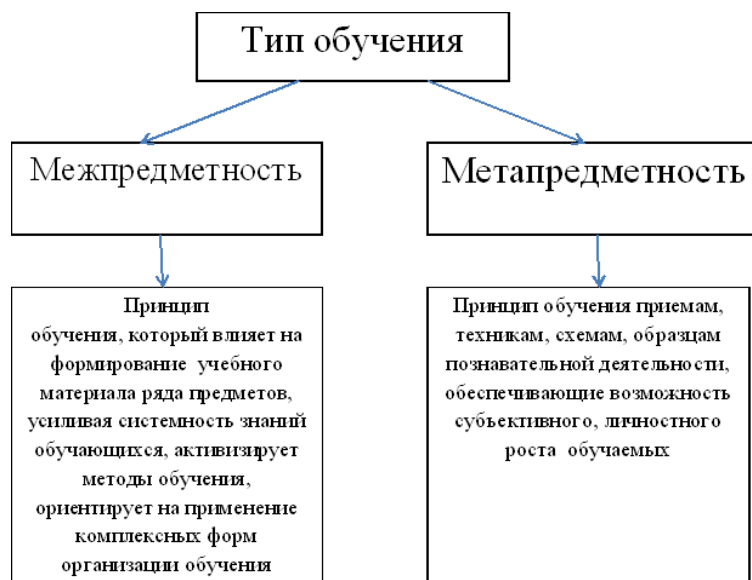 Тип обучения
Межпредметность
Метапредметность
Принцип
обучения, который влияет на
формирование учебного
материала ряда предметов,
усиливая системность знаний
обучающихся, активизирует
методы обучения,
ориентирует на применение
комплексных форм
организации обучения
Принцип обучения приемам,
техникам, схемам, образцам
познавательной деятельности,
обеспечивающие возможность
субъективного, личностного
роста обучаемых